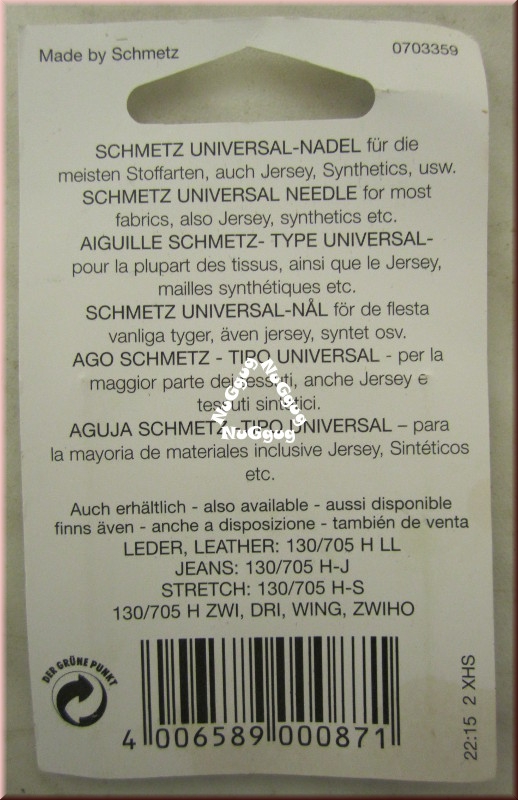 Made by Schmetz
0703359
SCHMETZ UNIVERSAL-NADEL für die
meisten Stoffarten, auch Jersey, Synthetics, usw.
SCHMETZ UNIVERSAL NEEDLE for most
fabrics, also Jersey, synthetics etc.
AIGUILLE SCHMETZ- TYPE UNIVERSAL-
pour la plupart des tissus, ainsi que le Jersey,
mailles synthétiques etc.
SCHMETZ UNIVERSAL-NÅL för de flesta
vanliga tyger, även jersey, syntet osv.
AGO SCHMETZ - TIPO UNIVERSAL - per la
maggior parte dei tessuti, anche Jersey e
tessuti sintetici.
AGUJA SCHMETZ -TIPO UNIVERSAL – para
la mayoria de materiales inclusive Jersey, Sintéticos
etc.
NoGgug NoGgug
NoGgug
Auch erhältlich - also available - aussi disponible
finns även - anche a disposizione - también de venta
LEDER, LEATHER: 130/705 H LL
JEANS: 130/705 H-J
STRETCH: 130/705 H-S
130/705 H ZWI, DRI, WING, ZWIHO
DER GRÜNE PUNKT
4 006589 000871
22:15 2 XHS